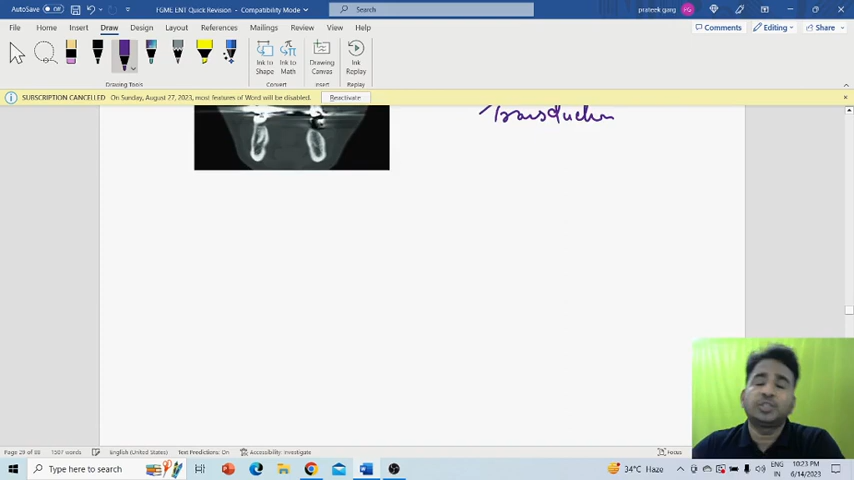 AutoSave Off
FGME ENT Quick Revision - Compatibility Mode
Search
prateek garg
PG
File Home Insert Draw Design Layout References Mailings Review View Help
Comments Editing Share
Ink to Shape
Ink to Math
Drawing Canvas
Ink Replay
Drawing Tools Convert Insert Replay
SUBSCRIPTION CANCELLED On Sunday, August 27, 2023, most features of Word will be disabled. Reactivate
Page 29 of 38 1507 words English (United States) Text Predictions: On Accessibility: Investigate Focus
Type here to search
34°C Haze
ENG
IN
10:23 PM
6/14/2023